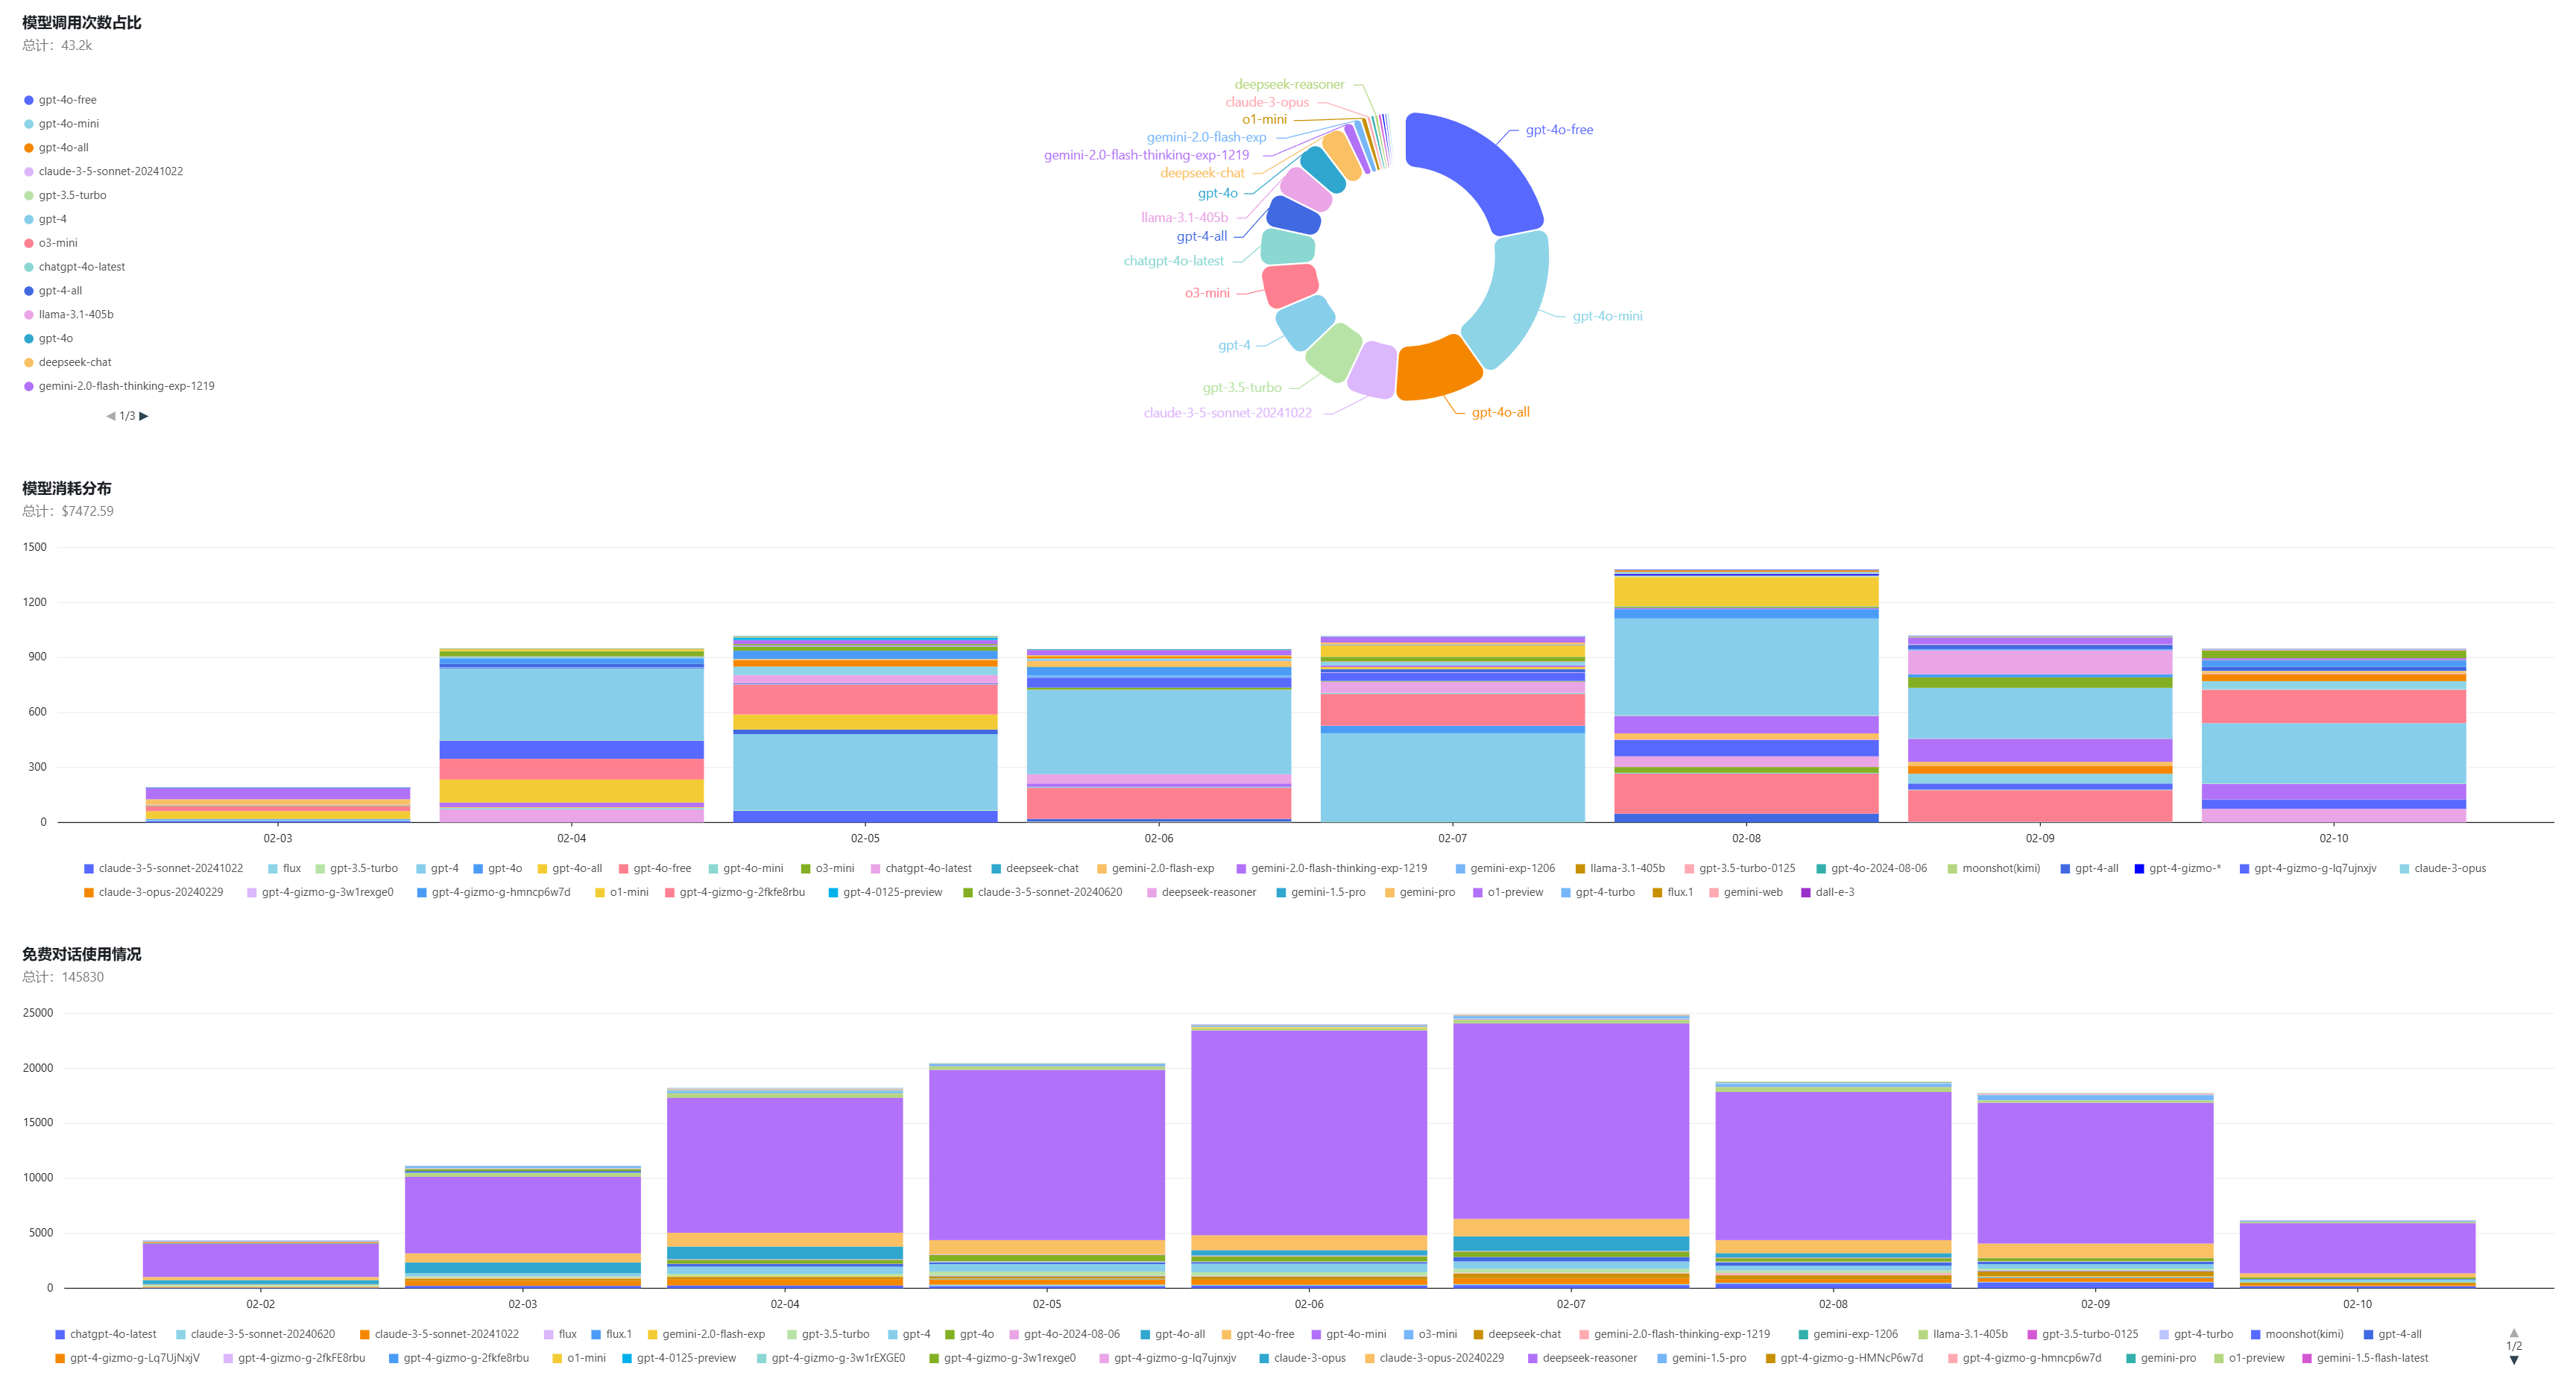 模型调用次数占比
总计：43.2k
gpt-4o-free
gpt-4o-mini
gpt-4o-all
claude-3-5-sonnet-20241022
gpt-3.5-turbo
gpt-4
o3-mini
chatgpt-4o-latest
gpt-4-all
llama-3.1-405b
gpt-4o
deepseek-chat
gemini-2.0-flash-thinking-exp-1219
1/3
deepseek-reasoner
claude-3-opus
o1-mini
gemini-2.0-flash-exp
gemini-2.0-flash-thinking-exp-1219
deepseek-chat
gpt-4o
llama-3.1-405b
gpt-4-all
chatgpt-4o-latest
o3-mini
gpt-4
gpt-3.5-turbo
claude-3-5-sonnet-20241022
gpt-4o-free
gpt-4o-mini
gpt-4o-all
模型消耗分布
总计：$7472.59
1500
1200
900
600
300
0
02-03 02-04 02-05 02-06 02-07 02-08 02-09 02-10
claude-3-5-sonnet-20241022 flux gpt-3.5-turbo gpt-4 gpt-4o gpt-4o-all gpt-4o-free gpt-4o-mini o3-mini chatgpt-4o-latest deepseek-chat gemini-2.0-flash-exp gemini-2.0-flash-thinking-exp-1219 gemini-exp-1206 llama-3.1-405b gpt-3.5-turbo-0125 gpt-4o-2024-08-06 moonshot(kimi) gpt-4-all gpt-4-gizmo-* gpt-4-gizmo-g-lq7ujnxjv claude-3-opus
claude-3-opus-20240229 gpt-4-gizmo-g-3w1rexge0 gpt-4-gizmo-g-hmncp6w7d o1-mini gpt-4-gizmo-g-2fkfe8rbu gpt-4-0125-preview claude-3-5-sonnet-20240620 deepseek-reasoner gemini-1.5-pro gemini-pro o1-preview gpt-4-turbo flux.1 gemini-web dall-e-3
免费对话使用情况
总计：145830
25000
20000
15000
10000
5000
0
02-02 02-03 02-04 02-05 02-06 02-07 02-08 02-09 02-10
chatgpt-4o-latest claude-3-5-sonnet-20240620 claude-3-5-sonnet-20241022 flux flux.1 gemini-2.0-flash-exp gpt-3.5-turbo gpt-4 gpt-4o gpt-4o-2024-08-06 gpt-4o-all gpt-4o-free gpt-4o-mini o3-mini deepseek-chat gemini-2.0-flash-thinking-exp-1219 gemini-exp-1206 llama-3.1-405b gpt-3.5-turbo-0125 gpt-4-turbo moonshot(kimi) gpt-4-all
gpt-4-gizmo-g-Lq7UjNxjV gpt-4-gizmo-g-2fkFE8rbu gpt-4-gizmo-g-2fkfe8rbu o1-mini gpt-4-0125-preview gpt-4-gizmo-g-3w1rEXGE0 gpt-4-gizmo-g-3w1rexge0 gpt-4-gizmo-g-lq7ujnxjv claude-3-opus claude-3-opus-20240229 deepseek-reasoner gemini-1.5-pro gpt-4-gizmo-g-HMNcP6w7d gpt-4-gizmo-g-hmncp6w7d gemini-pro o1-preview gemini-1.5-flash-latest
1/2